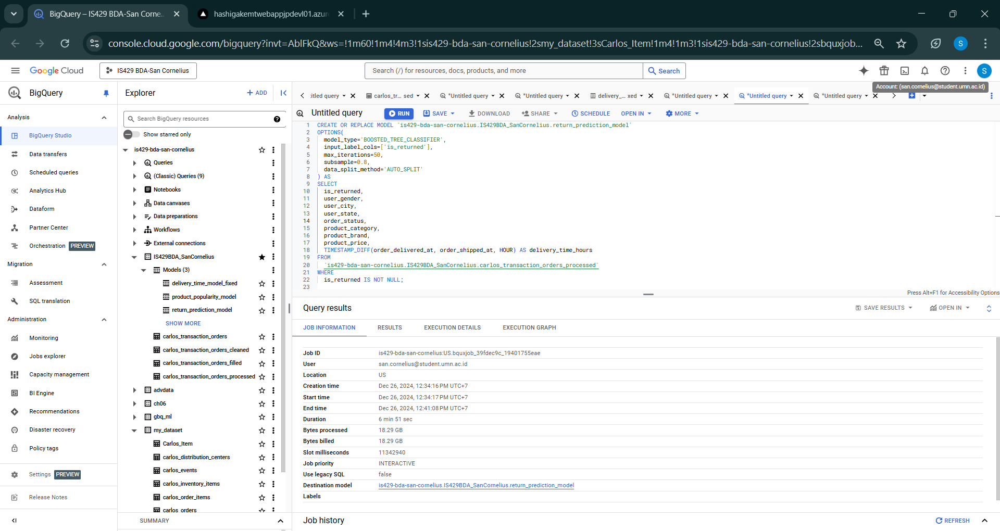 BigQuery – IS429 BDA-San Corne..
hashigakemtwebappjpdevl01.azur
console.cloud.google.com/bigquery?invt=AblFkQ&ws=!1m60!1m4!4m3!1sis429-bda-san-cornelius!2smy_dataset!3sCarlos_Item!1m4!1m3!1sis429-bda-san-cornelius!2sbquxjob...
S
Google Cloud
IS429 BDA-San Cornelius
Search (/) for resources, docs, products, and more
Search
S
Account: (san.cornelius@student.umn.ac.id)
BigQuery
Analysis
BigQuery Studio
Data transfers
Scheduled queries
Analytics Hub
Dataform
Partner Center
Orchestration PREVIEW
Migration
Assessment
SQL translation
Administration
Monitoring
Jobs explorer
Capacity management
BI Engine
Recommendations
Disaster recovery
Policy tags
Settings PREVIEW
Release Notes
Explorer
+ ADD
Search BigQuery resources
Show starred only
is429-bda-san-cornelius
Queries
(Classic) Queries (9)
Notebooks
Data canvases
Data preparations
Workflows
External connections
IS429BDA_SanCornelius
Models (3)
delivery_time_model_fixed
product_popularity_model
return_prediction_model
SHOW MORE
carlos_transaction_orders
carlos_transaction_orders_cleaned
carlos_transaction_orders_filled
carlos_transaction_orders_processed
advdata
ch06
gbq_ml
my_dataset
Carlos_Item
carlos_distribution_centers
carlos_events
carlos_inventory_items
carlos_order_items
carlos_orders
SUMMARY
:itled query
carlos_tr... sed
*Untitled query
*Untitled query
delivery_... xed
*Untitled query
*Untitled query
*Untitled query
Untitled query
RUN
SAVE
DOWNLOAD
SHARE
SCHEDULE
OPEN IN
MORE
1 CREATE OR REPLACE MODEL `is429-bda-san-cornelius.IS429BDA_SanCornelius.return_prediction_model`
2 OPTIONS(
3 model_type='BOOSTED_TREE_CLASSIFIER',
4 input_label_cols=['is_returned'],
5 max_iterations=50,
6 subsample=0.8,
7 data_split_method='AUTO_SPLIT'
8 ) AS
9 SELECT
10 is_returned,
11 user_gender,
12 user_city,
13 user_state,
14 order_status,
15 product_category,
16 product_brand,
17 product_price,
18 TIMESTAMP_DIFF(order_delivered_at, order_shipped_at, HOUR) AS delivery_time_hours
19 FROM
20 `is429-bda-san-cornelius.IS429BDA_SanCornelius.carlos_transaction_orders_processed`
21 WHERE
22 is_returned IS NOT NULL;
23
Press Alt+F1 for Accessibility Options
Query results
SAVE RESULTS
OPEN IN
JOB INFORMATION
RESULTS
EXECUTION DETAILS
EXECUTION GRAPH
Job ID is429-bda-san-cornelius:US.bquxjob_39fdec9c_19401755eae
User san.cornelius@student.umn.ac.id
Location US
Creation time Dec 26, 2024, 12:34:16 PM UTC+7
Start time Dec 26, 2024, 12:34:17 PM UTC+7
End time Dec 26, 2024, 12:41:08 PM UTC+7
Duration 6 min 51 sec
Bytes processed 18.29 GB
Bytes billed 18.29 GB
Slot milliseconds 11342940
Job priority INTERACTIVE
Use legacy SQL false
Destination model is429-bda-san-cornelius.IS429BDA_SanCornelius.return_prediction_model
Labels
Job history
REFRESH